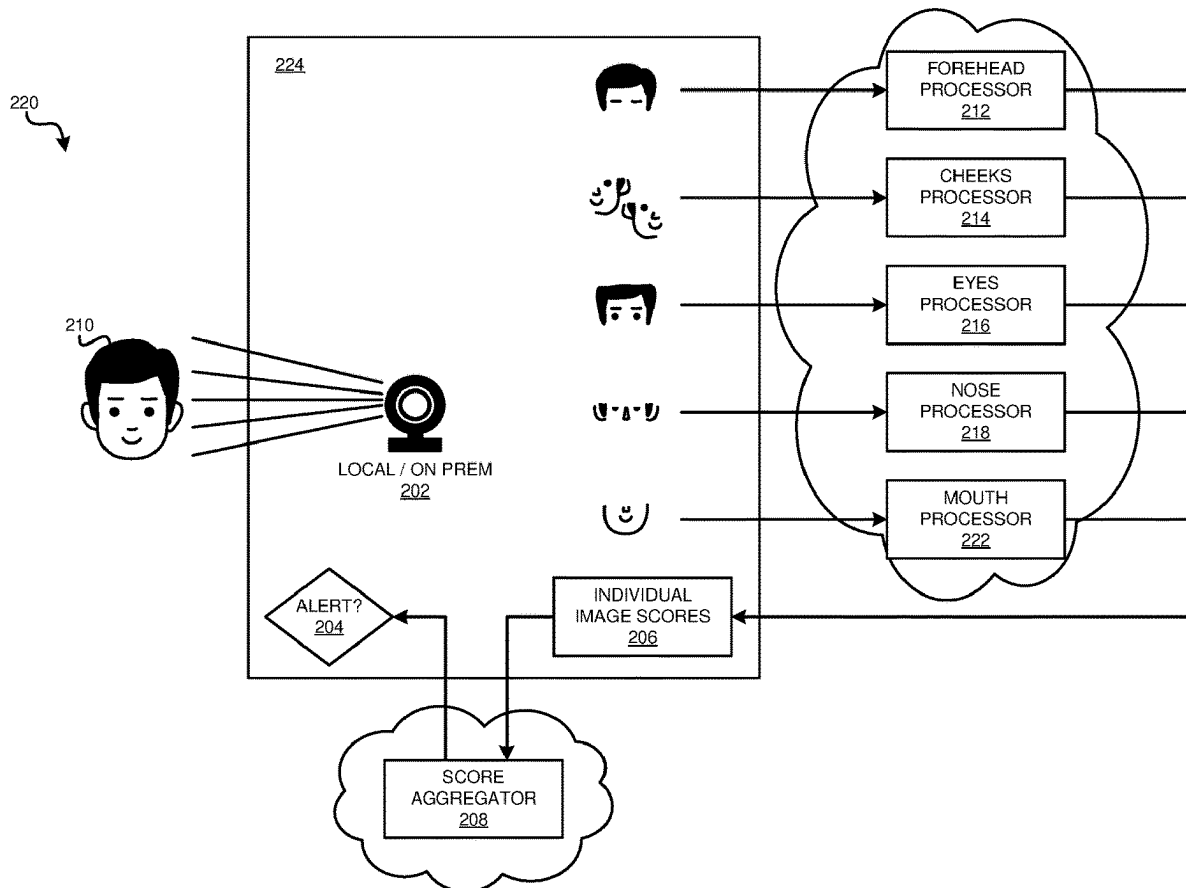 220
224
FOREHEAD
PROCESSOR
212
CHEEKS
PROCESSOR
214
EYES
PROCESSOR
216
210
NOSE
PROCESSOR
218
LOCAL / ON PREM
202
MOUTH
PROCESSOR
222
ALERT?
204
INDIVIDUAL
IMAGE SCORES
206
SCORE
AGGREGATOR
208